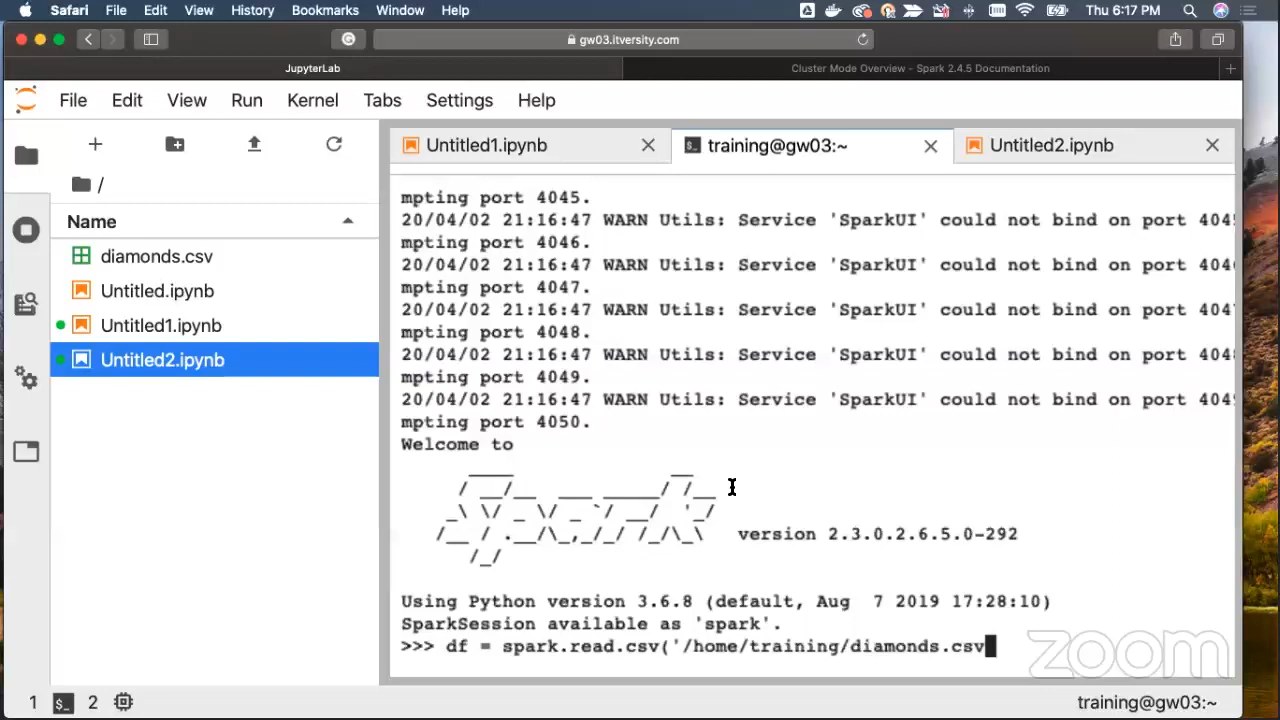 Safari File Edit View History Bookmarks Window Help Thu 6:17 PM
gw03.itversity.com
JupyterLab Cluster Mode Overview - Spark 2.4.5 Documentation
File Edit View Run Kernel Tabs Settings Help
Untitled1.ipynb training@gw03:~ Untitled2.ipynb
/
Name
diamonds.csv
Untitled.ipynb
Untitled1.ipynb
Untitled2.ipynb
mpting port 4045.
20/04/02 21:16:47 WARN Utils: Service 'SparkUI' could not bind on port 4045
mpting port 4046.
20/04/02 21:16:47 WARN Utils: Service 'SparkUI' could not bind on port 4046
mpting port 4047.
20/04/02 21:16:47 WARN Utils: Service 'SparkUI' could not bind on port 4047
mpting port 4048.
20/04/02 21:16:47 WARN Utils: Service 'SparkUI' could not bind on port 4048
mpting port 4049.
20/04/02 21:16:47 WARN Utils: Service 'SparkUI' could not bind on port 4049
mpting port 4050.
Welcome to
Spark
version 2.3.0.2.6.5.0-292
Using Python version 3.6.8 (default, Aug 7 2019 17:28:10)
SparkSession available as 'spark'.
>>> df = spark.read.csv('/home/training/diamonds.csv
zoom
1 $_ 2 training@gw03:~